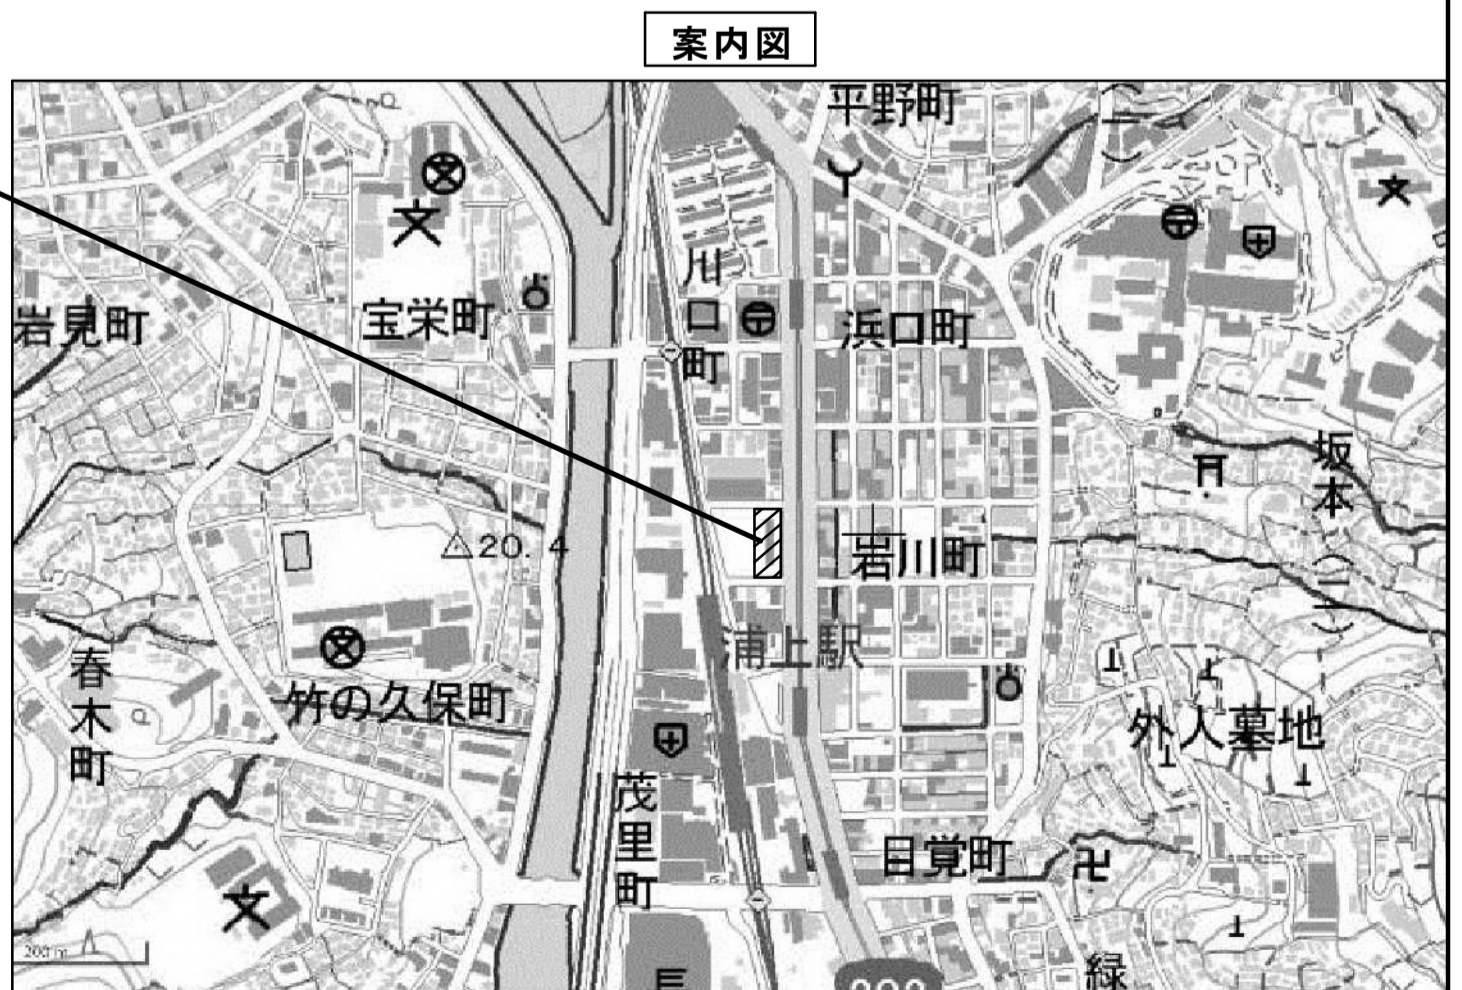 案内図
平野町
川口町
岩見町
宝栄町
浜口町
坂本(二)
20.4
岩川町
浦上駅
春木町
竹の久保町
外人墓地
茂里町
目覚町
200 m
緑